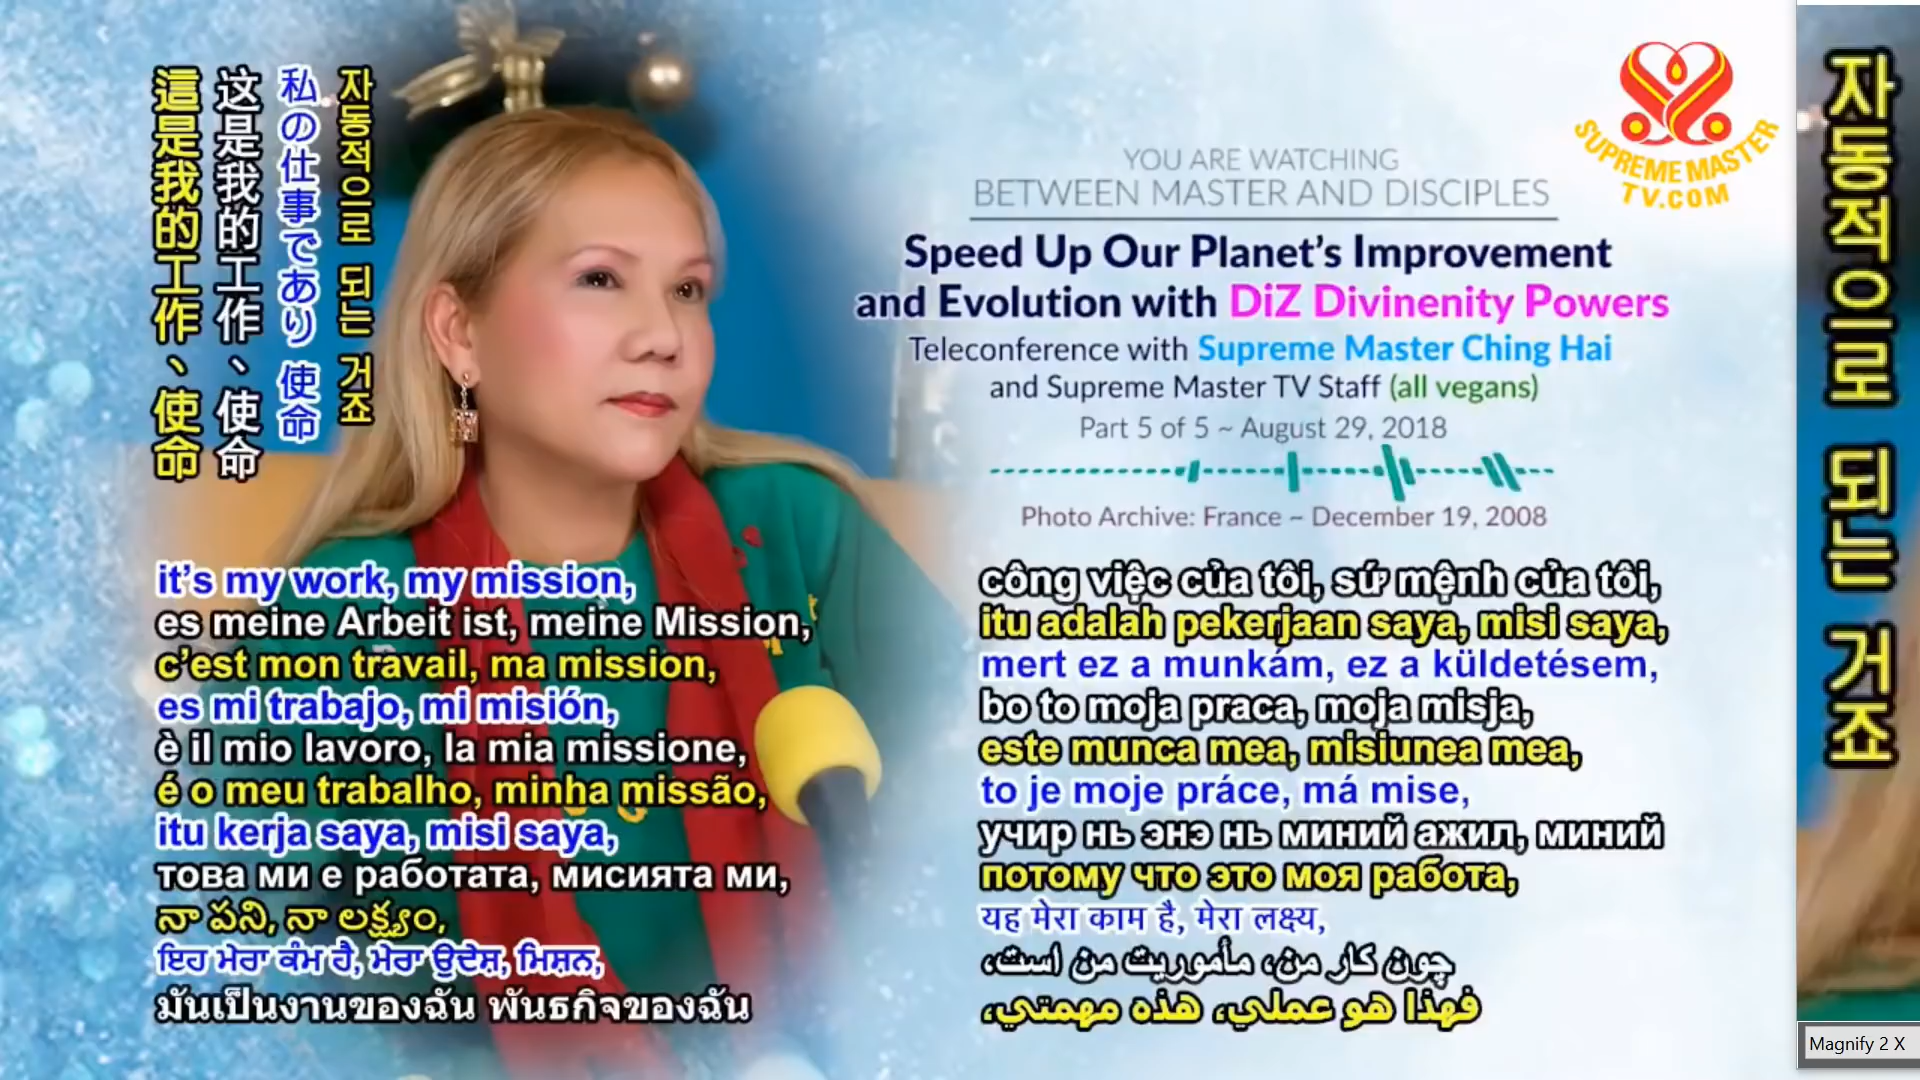 這是我的工作、使命
这是我的工作、使命
私の仕事であり 使命
자동적으로 되는 거죠
YOU ARE WATCHING
BETWEEN MASTER AND DISCIPLES
Speed Up Our Planet's Improvement
and Evolution with DiZ Divinenity Powers
Teleconference with Supreme Master Ching Hai
and Supreme Master TV Staff (all vegans)
Part 5 of 5 ~ August 29, 2018
Photo Archive: France ~ December 19, 2008
SUPREME MASTER
TV.COM
it's my work, my mission,
es meine Arbeit ist, meine Mission,
c'est mon travail, ma mission,
es mi trabajo, mi misión,
è il mio lavoro, la mia missione,
é o meu trabalho, minha missão,
itu kerja saya, misi saya,
това ми е работата, мисията ми,
నా పని, నా లక్ష్యం,
ਇਹ ਮੇਰਾ ਕੰਮ ਹੈ, ਮੇਰਾ ਉਦੇਸ਼, ਮਿਸ਼ਨ,
มันเป็นงานของฉัน พันธกิจของฉัน
công việc của tôi, sứ mệnh của tôi,
itu adalah pekerjaan saya, misi saya,
mert ez a munkám, ez a küldetésem,
bo to moja praca, moja misja,
este munca mea, misiunea mea,
to je moje práce, má mise,
учир нь энэ нь миний ажил, миний
потому что это моя работа,
यह मेरा काम है, मेरा लक्ष्य,
چون کار من، مأموریت من است،
فهذا هو عملي، هذه مهمتي،
자동적으로 되는 거죠
Magnify 2 X